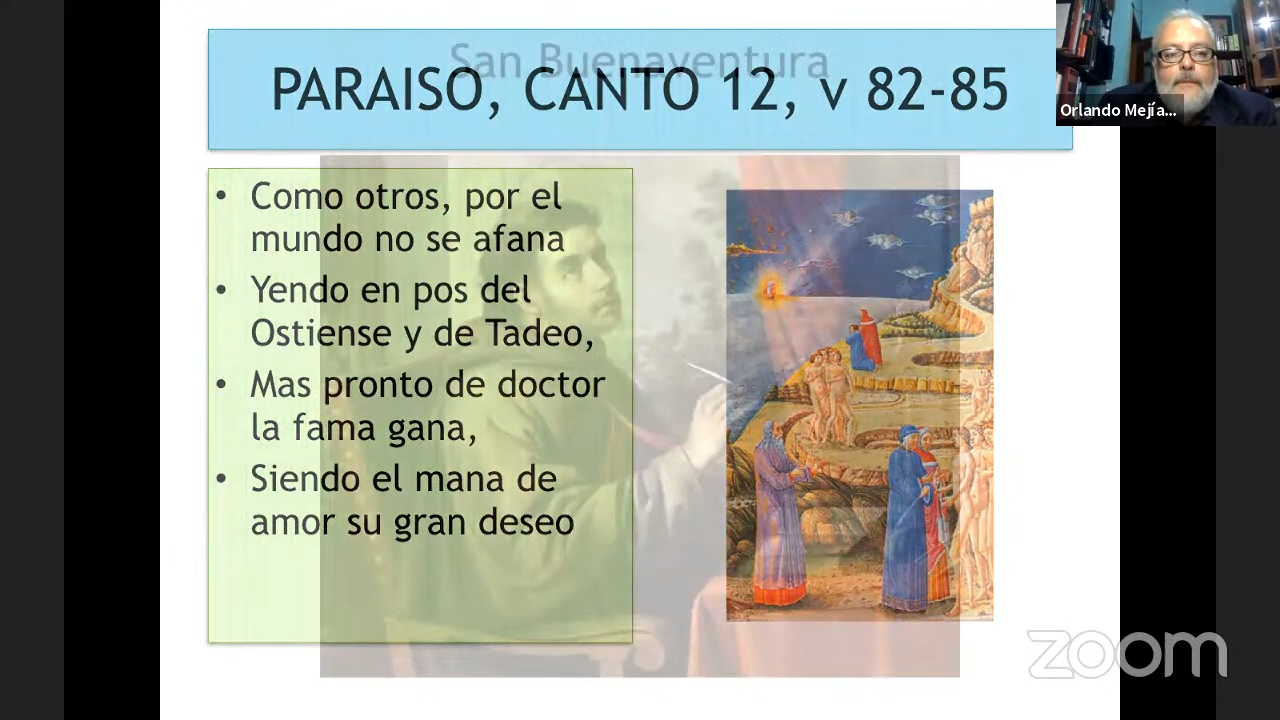 San Buenaventura
PARAISO, CANTO 12, v 82-85
Orlando Mejía...
• Como otros, por el
mundo no se afana
• Yendo en pos del
Ostiense y de Tadeo,
• Mas pronto de doctor
la fama gana,
• Siendo el mana de
amor su gran deseo
zoom